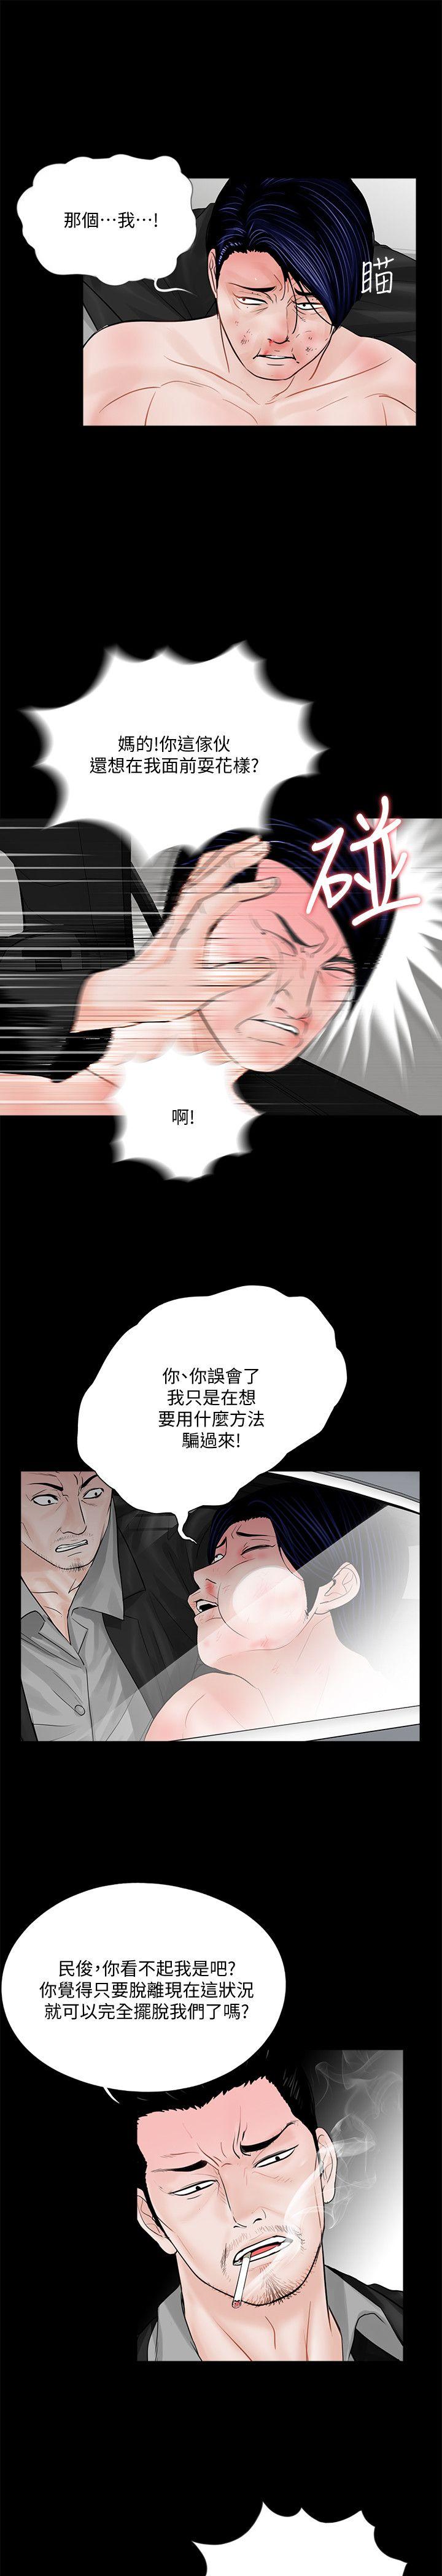 那個⋯我⋯!
瞄
媽的!你這傢伙
還想在我面前耍花樣?
碰
啊!
你、你誤會了
我只是在想
要用什麼方法
騙過來!
民俊,你看不起我是吧?
你覺得只要脫離現在這狀況
就可以完全擺脫我們了嗎?